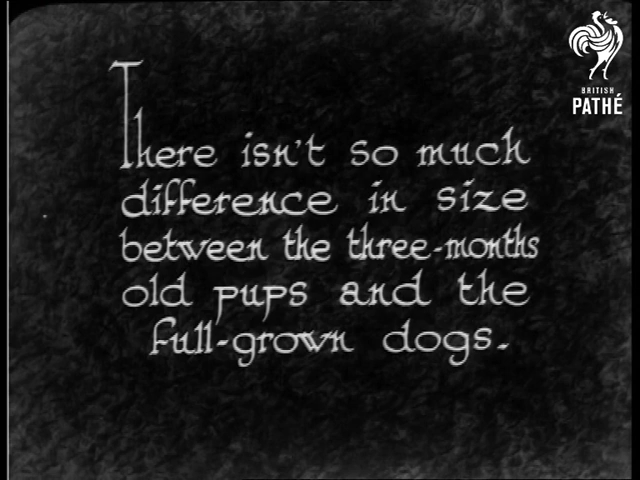 BRITISH
PATHÉ
There isn't so much
difference in size
between the three-months
old pups and the
full-grown dogs.